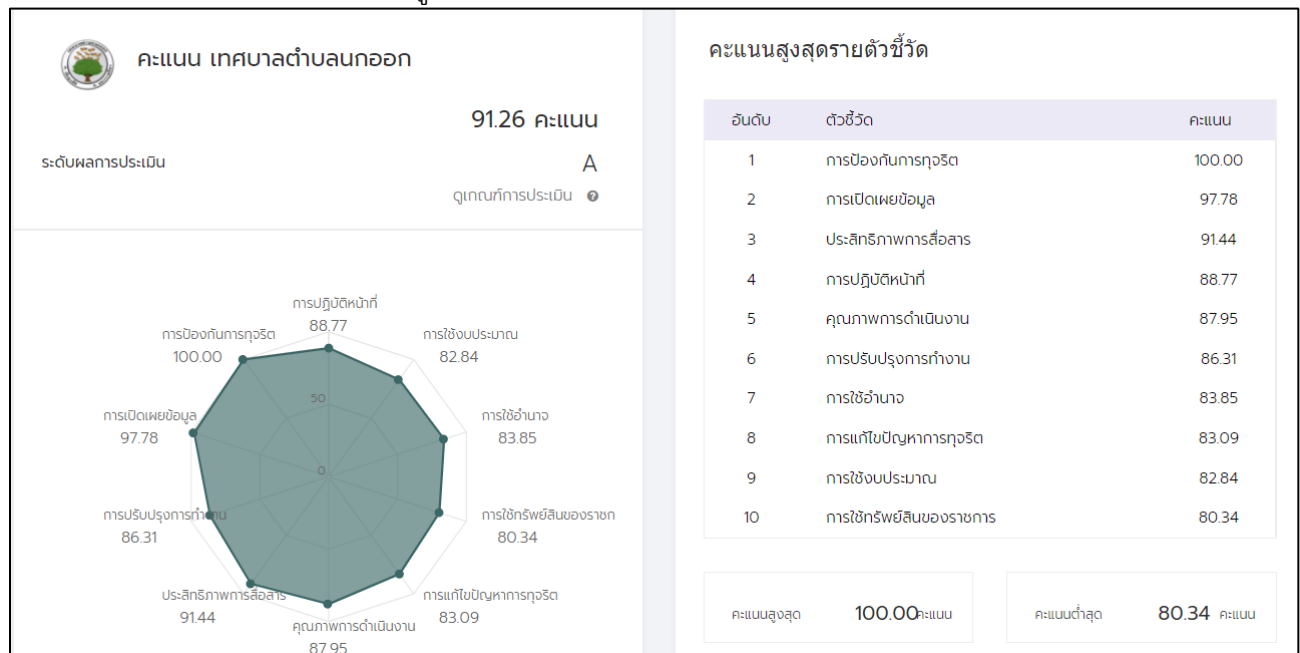 คะแนน เทศบาลตำบลนกออก
91.26 คะแนน
ระดับผลการประเมิน A
ดูเกณฑ์การประเมิน
การปฏิบัติหน้าที่
88.77
การป้องกันการทุจริต
100.00
การใช้งบประมาณ
82.84
50
การเปิดเผยข้อมูล
97.78
การใช้อำนาจ
83.85
0
การปรับปรุงการทำงาน
86.31
การใช้ทรัพย์สินของราชก
80.34
ประสิทธิภาพการสื่อสาร
91.44
การแก้ไขปัญหาการทุจริต
83.09
คุณภาพการดำเนินงาน
87.95
คะแนนสูงสุดรายตัวชี้วัด
อันดับ ตัวชี้วัด คะแนน
1 การป้องกันการทุจริต 100.00
2 การเปิดเผยข้อมูล 97.78
3 ประสิทธิภาพการสื่อสาร 91.44
4 การปฏิบัติหน้าที่ 88.77
5 คุณภาพการดำเนินงาน 87.95
6 การปรับปรุงการทำงาน 86.31
7 การใช้อำนาจ 83.85
8 การแก้ไขปัญหาการทุจริต 83.09
9 การใช้งบประมาณ 82.84
10 การใช้ทรัพย์สินของราชการ 80.34
คะแนนสูงสุด 100.00คะแนน คะแนนต่ำสุด 80.34 คะแนน